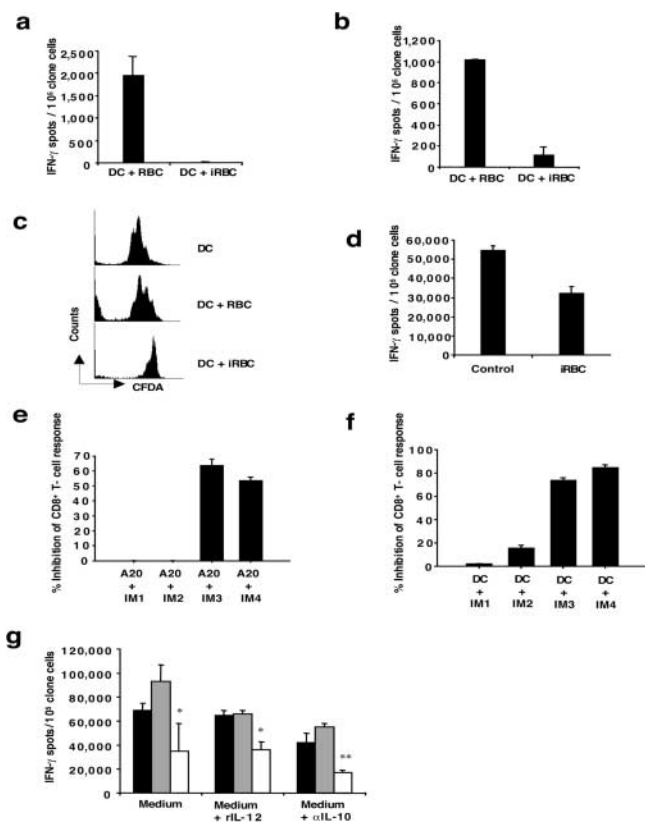 a
IFN-γ spots / 10⁵ clone cells
2,500
2,000
1,500
1,000
500
0
DC + RBC
DC + iRBC
b
IFN-γ spots / 10⁵ clone cells
1,200
1,000
800
600
400
200
0
DC + RBC
DC + iRBC
c
DC
DC + RBC
DC + iRBC
Counts
CFDA
d
IFN-γ spots / 10⁵ clone cells
60,000
50,000
40,000
30,000
20,000
10,000
0
Control
iRBC
e
% Inhibition of CD8⁺ T- cell response
70
60
50
40
30
20
10
0
A20 + IM1
A20 + IM2
A20 + IM3
A20 + IM4
f
% Inhibition of CD8⁺ T-cell response
100
80
60
40
20
0
DC + IM1
DC + IM2
DC + IM3
DC + IM4
g
IFN-γ spots/10⁵ clone cells
120,000
100,000
80,000
60,000
40,000
20,000
0
*
*
**
Medium
Medium + rIL-12
Medium + αIL-10